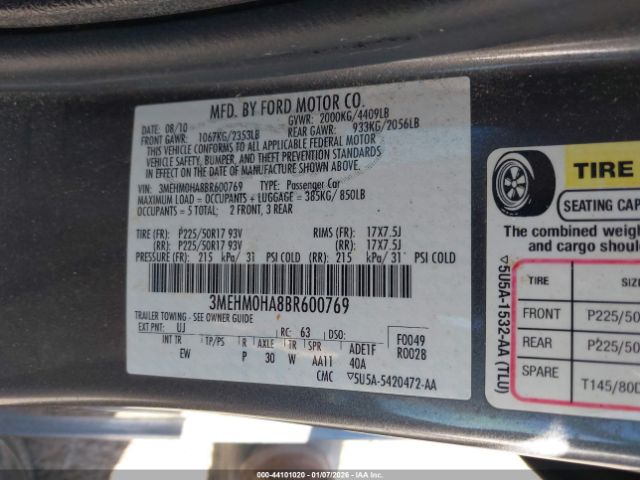 MFD. BY FORD MOTOR CO.
DATE: 08/10 GVWR: 2000KG/4409LB
FRONT GAWR: 1067KG/2353LB REAR GAWR: 933KG/2056LB
THIS VEHICLE CONFORMS TO ALL APPLICABLE FEDERAL MOTOR
VEHICLE SAFETY, BUMPER, AND THEFT PREVENTION STANDARDS
IN EFFECT ON THE DATE OF MANUFACTURE SHOWN ABOVE.
VIN: 3MEHM0HA8BR600769 TYPE: Passenger Car
MAXIMUM LOAD = OCCUPANTS + LUGGAGE = 385KG/ 850LB
OCCUPANTS = 5 TOTAL; 2 FRONT, 3 REAR
TIRE (FR): P225/50R17 93V RIMS (FR): 17X7.5J
(RR): P225/50R17 93V (RR): 17X7.5J
PRESSURE (FR): 215 kPa/ 31 PSI COLD (RR): 215 kPa/ 31 PSI COLD
3MEHM0HA8BR600769
TRAILER TOWING - SEE OWNER GUIDE
EXT PNT: UJ RC: 63 DSO: F0049
INT TR TP/PS R AXLE TR SPR ADE1F R0028
EW P 30 W AA11 40A
CMC ▽5U5A-5420472-AA
▽5U5A-1532-AA (TLU)
TIRE
SEATING CAP
The combined weigh
and cargo shou
TIRE SIZ
FRONT P225/50
REAR P225/50
SPARE T145/80D
000-44101020 - 01/07/2026 - IAAI.COM